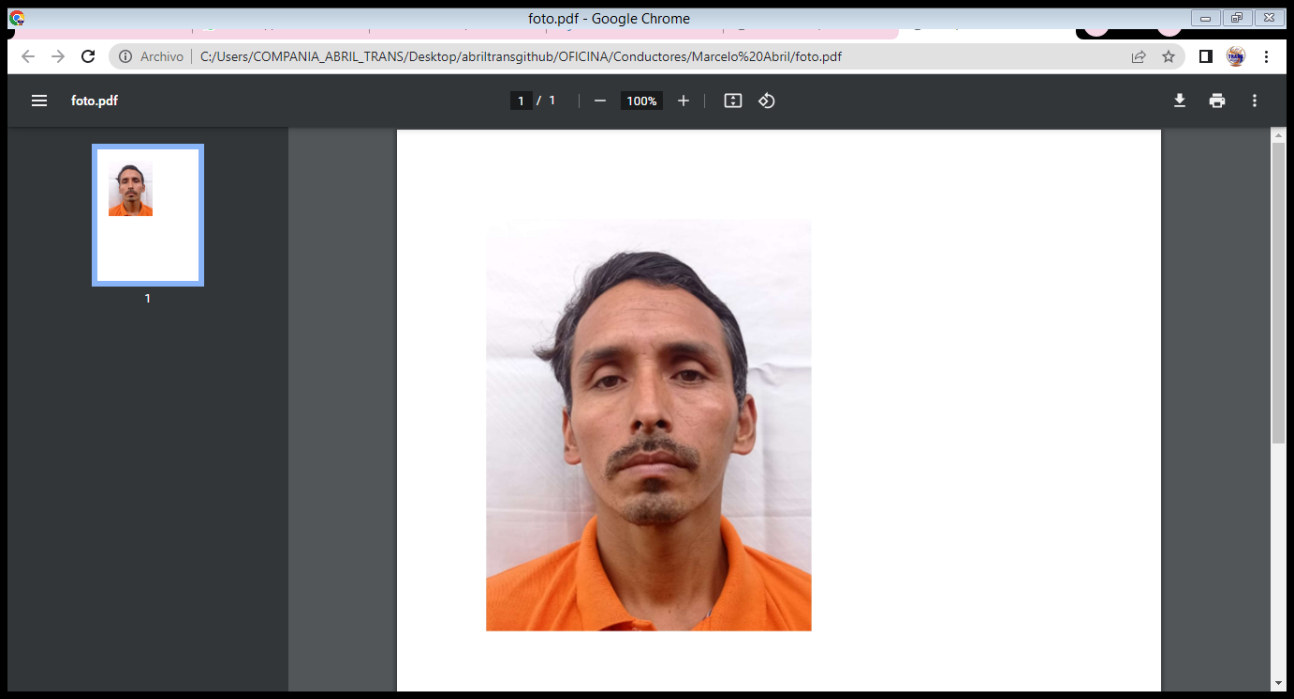 foto.pdf - Google Chrome
Archivo | C:/Users/COMPANIA_ABRIL_TRANS/Desktop/abriltransgithub/OFICINA/Conductores/Marcelo%20Abril/foto.pdf
foto.pdf
1 / 1
100%
1